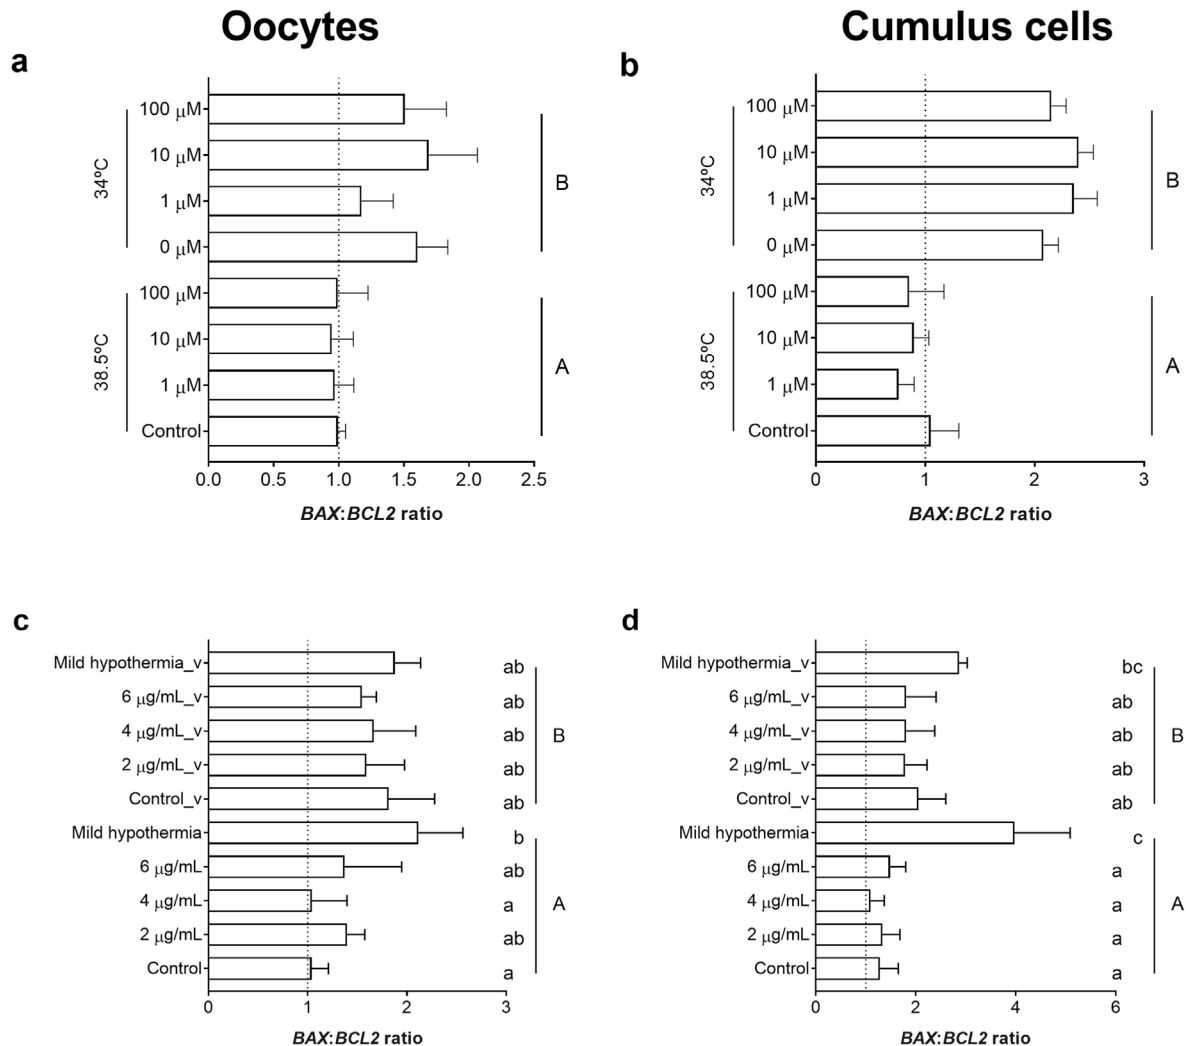 Oocytes
Cumulus cells
a
100 μM
10 μM
1 μM
0 μM
100 μM
10 μM
1 μM
Control
34ºC
38.5ºC
B
A
0.0 0.5 1.0 1.5 2.0 2.5
BAX:BCL2 ratio
b
100 μM
10 μM
1 μM
0 μM
100 μM
10 μM
1 μM
Control
34ºC
38.5ºC
B
A
0 1 2 3
BAX:BCL2 ratio
c
Mild hypothermia_v ab
6 μg/mL_v ab
4 μg/mL_v ab
2 μg/mL_v ab
Control_v ab
Mild hypothermia b
6 μg/mL ab
4 μg/mL a
2 μg/mL ab
Control a
B
A
0 1 2 3
BAX:BCL2 ratio
d
Mild hypothermia_v bc
6 μg/mL_v ab
4 μg/mL_v ab
2 μg/mL_v ab
Control_v ab
Mild hypothermia c
6 μg/mL a
4 μg/mL a
2 μg/mL a
Control a
B
A
0 2 4 6
BAX:BCL2 ratio